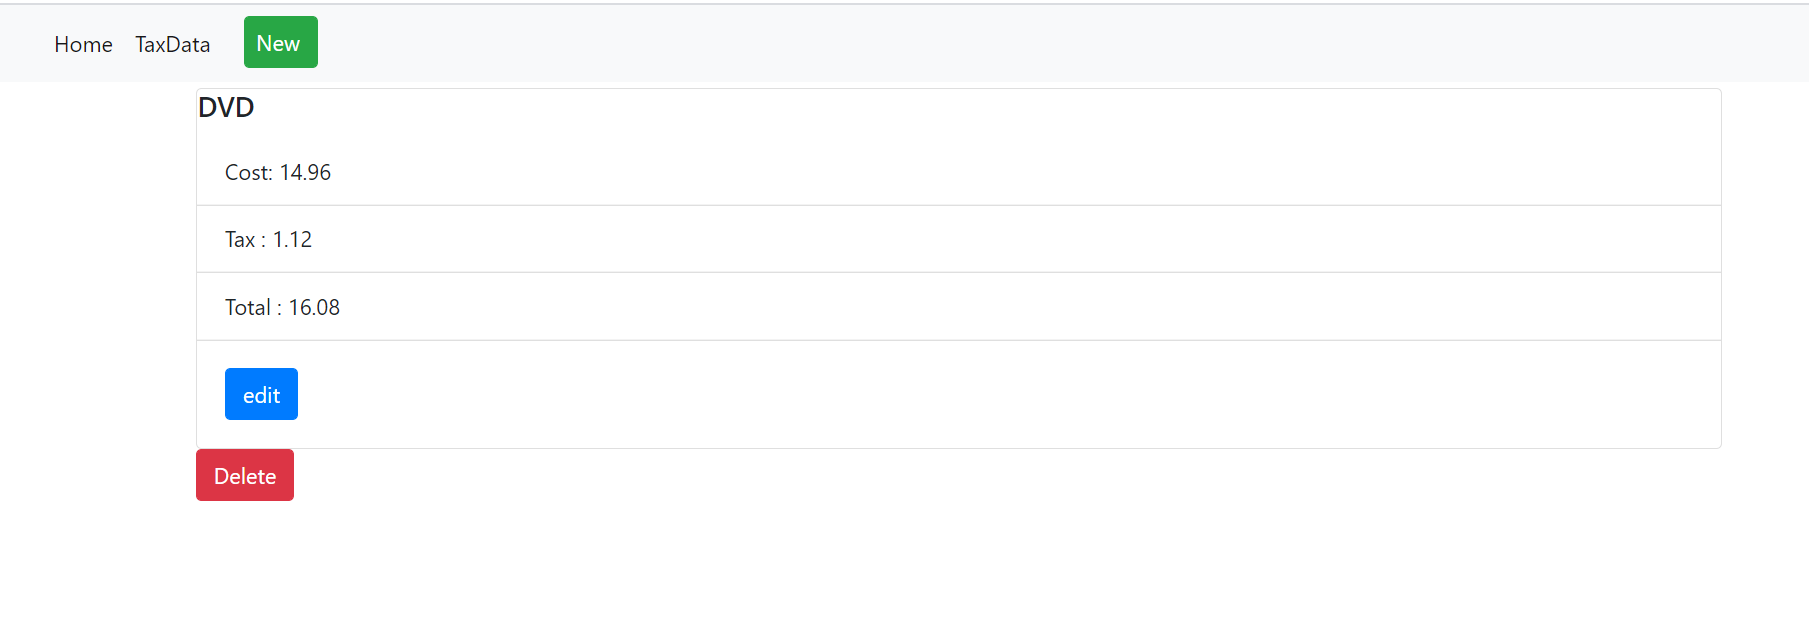 Home TaxData New
DVD
Cost: 14.96
Tax : 1.12
Total : 16.08
edit
Delete